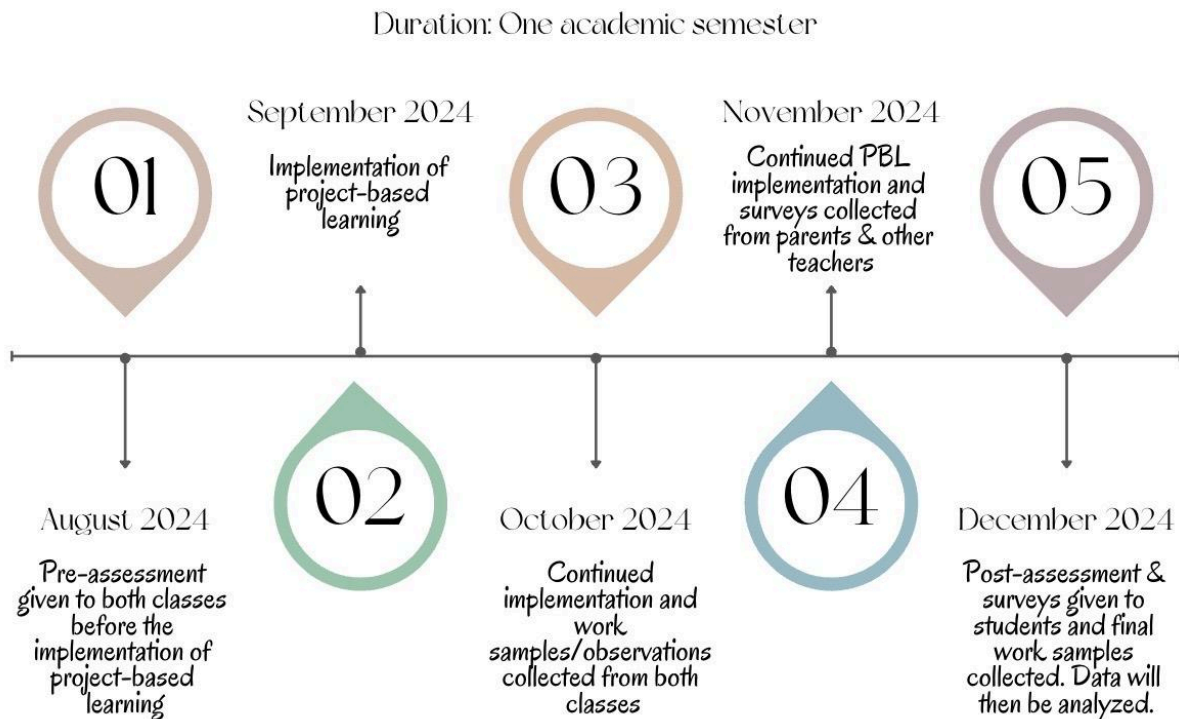 Duration: One academic semester
01
August 2024
Pre-assessment
given to both classes
before the
implementation of
project-based
learning
September 2024
Implementation of
project-based
learning
02
03
October 2024
Continued
implementation and
work
samples/observations
collected from both
classes
November 2024
Continued PBL
implementation and
surveys collected
from parents & other
teachers
04
05
December 2024
Post-assessment &
surveys given to
students and final
work samples
collected. Data will
then be analyzed.